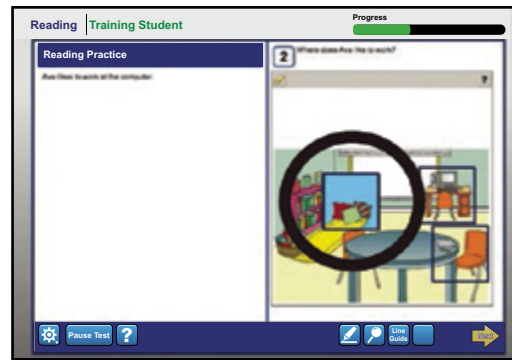 Reading Training Student
Progress
Reading Practice
2 Where does Ava like to work?
Ava likes to work at the computer.
?
Pause Test ? Line
Guide Next